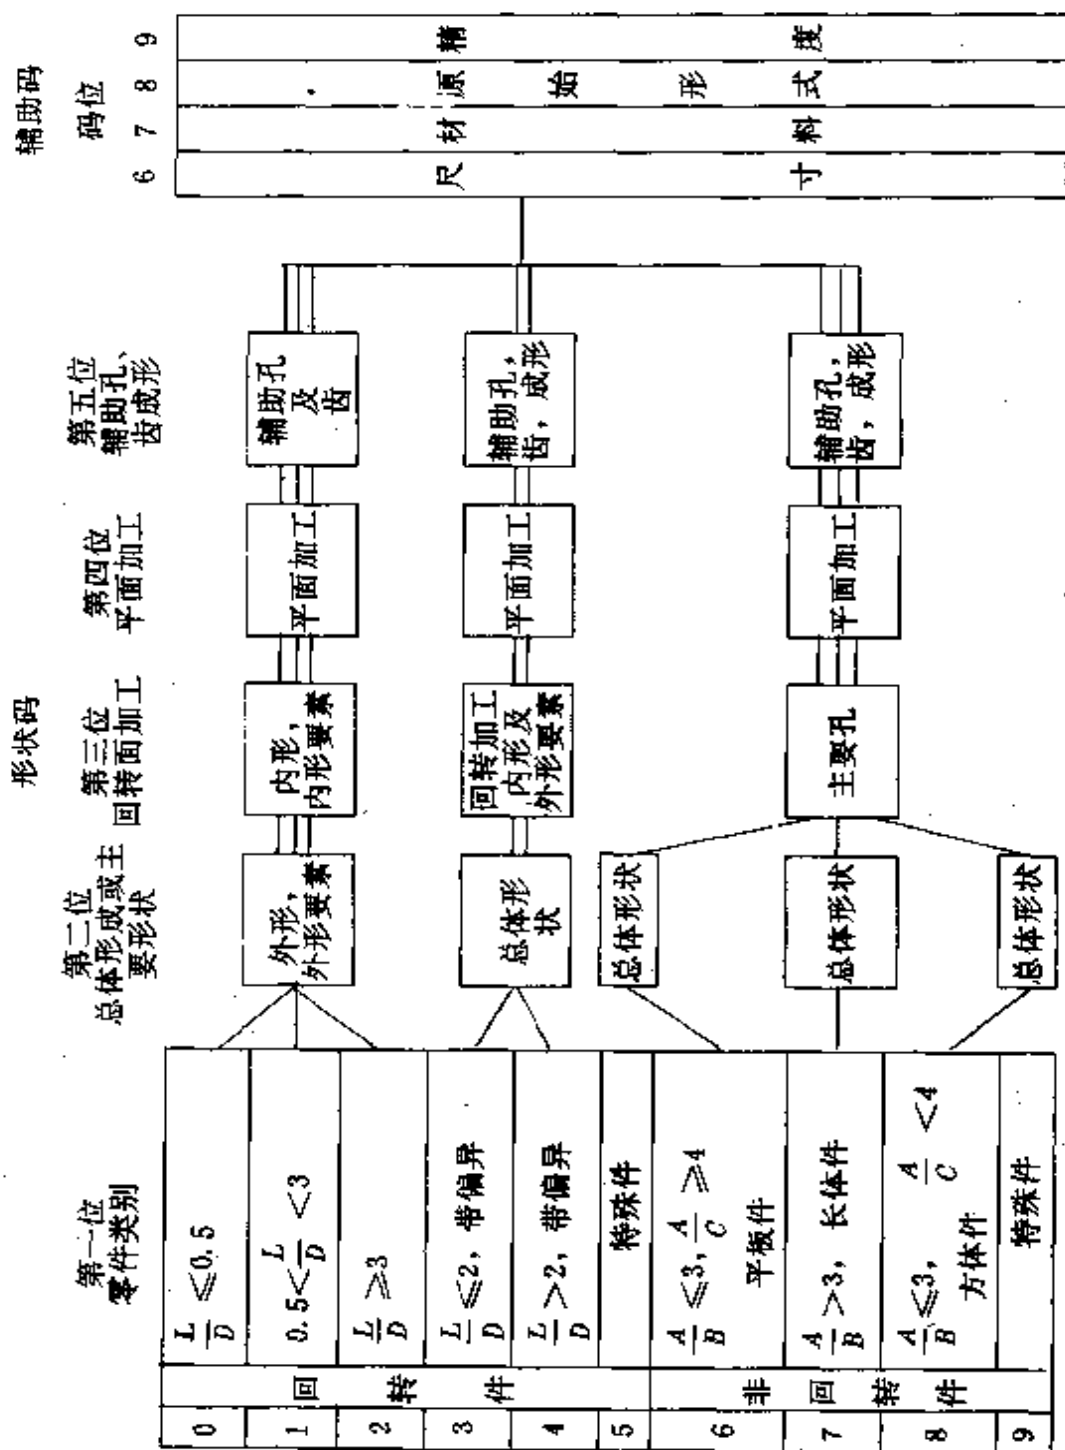 形状码
辅助码
第一位
零件类别
第二位
总体形成或主
要形状
第三位
回转面加工
第四位
平面加工
第五位
辅助孔、
齿成形
码位
6 7 8 9
0
1
2
3
4
5
6
7
8
9
回转件
非回转件
L/D ≤0.5
0.5<L/D<3
L/D ≥3
L/D ≤2, 带偏异
L/D >2, 带偏异
特殊件
A/B ≤3, A/C ≥4
平板件
A/B >3, 长体件
A/B ≤3, A/C <4
方体件
特殊件
外形,
外形要素
内形,
内形要素
平面加工
辅助孔
及
齿
总体形
状
回转加工
内形及
外形要素
平面加工
辅助孔,
齿, 成形
总体形状
总体形状
总体形状
主要孔
平面加工
辅助孔,
齿, 成形
尺寸
材料
原始形式
精度